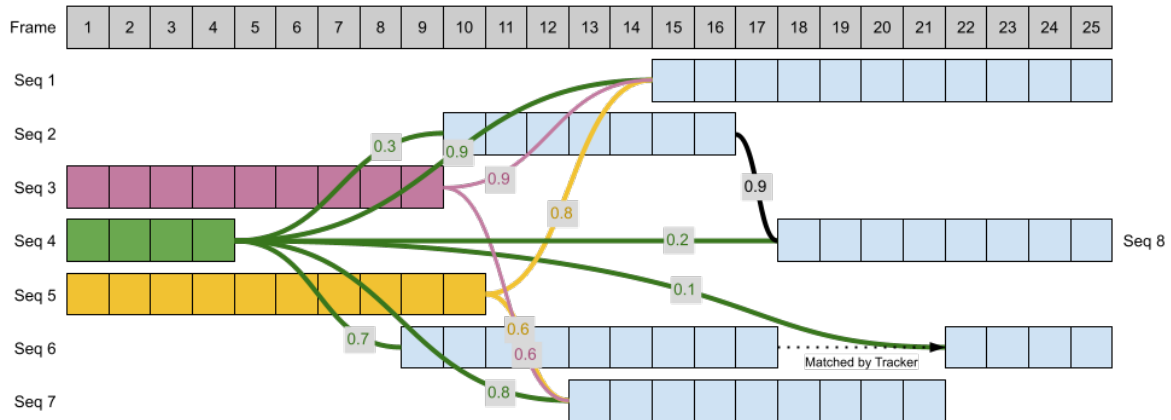 Frame 1 2 3 4 5 6 7 8 9 10 11 12 13 14 15 16 17 18 19 20 21 22 23 24 25
Seq 1
Seq 2
0.3
0.9
Seq 3
0.9
0.9
0.8
Seq 4
0.2
Seq 8
Seq 5
0.1
0.6
Seq 6
0.7
0.6
Matched by Tracker
Seq 7
0.8